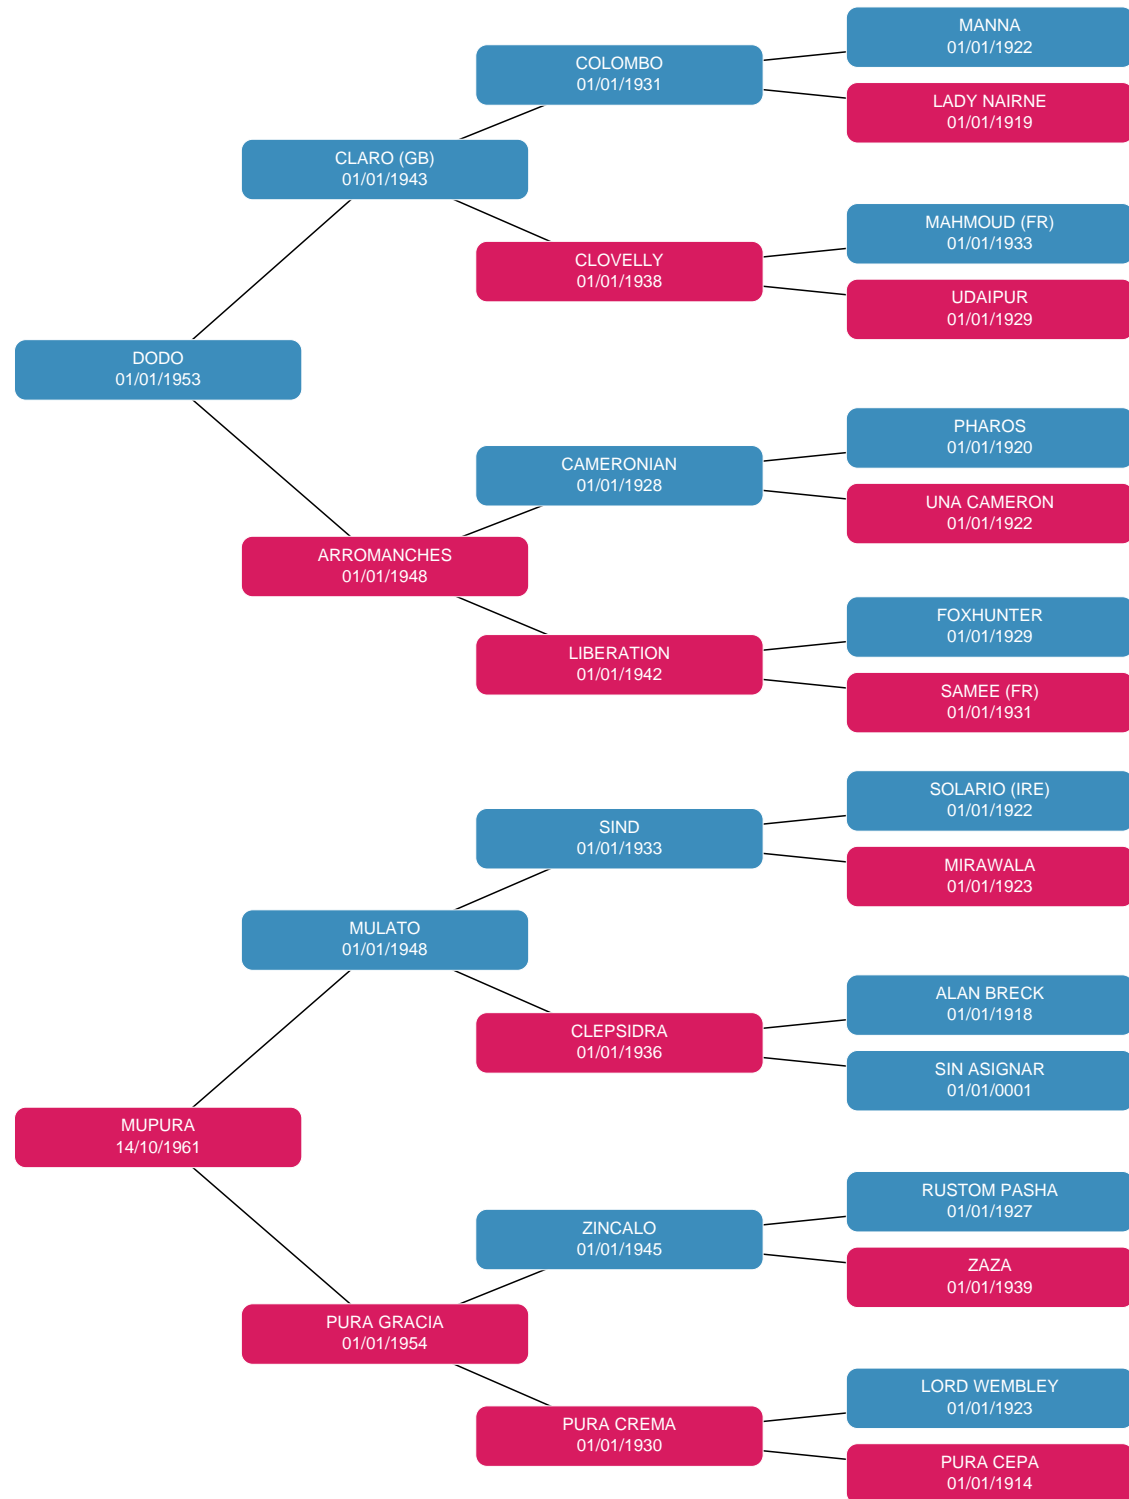 MANNA
01/01/1922
COLOMBO
01/01/1931
LADY NAIRNE
01/01/1919
CLARO (GB)
01/01/1943
MAHMOUD (FR)
01/01/1933
CLOVELLY
01/01/1938
UDAIPUR
01/01/1929
DODO
01/01/1953
PHAROS
01/01/1920
CAMERONIAN
01/01/1928
UNA CAMERON
01/01/1922
ARROMANCHES
01/01/1948
FOXHUNTER
01/01/1929
LIBERATION
01/01/1942
SAMEE (FR)
01/01/1931
SOLARIO (IRE)
01/01/1922
SIND
01/01/1933
MIRAWALA
01/01/1923
MULATO
01/01/1948
ALAN BRECK
01/01/1918
CLEPSIDRA
01/01/1936
SIN ASIGNAR
01/01/0001
MUPURA
14/10/1961
RUSTOM PASHA
01/01/1927
ZINCALO
01/01/1945
ZAZA
01/01/1939
PURA GRACIA
01/01/1954
LORD WEMBLEY
01/01/1923
PURA CREMA
01/01/1930
PURA CEPA
01/01/1914